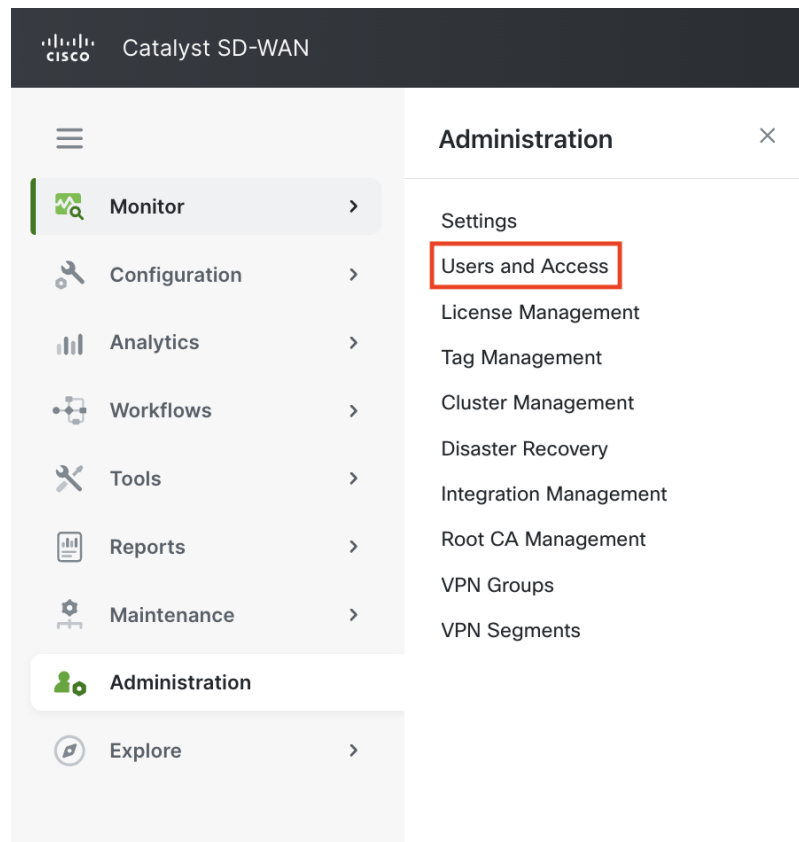 cisco
Catalyst SD-WAN
Monitor
Configuration
Analytics
Workflows
Tools
Reports
Maintenance
Administration
Explore
Administration
Settings
Users and Access
License Management
Tag Management
Cluster Management
Disaster Recovery
Integration Management
Root CA Management
VPN Groups
VPN Segments